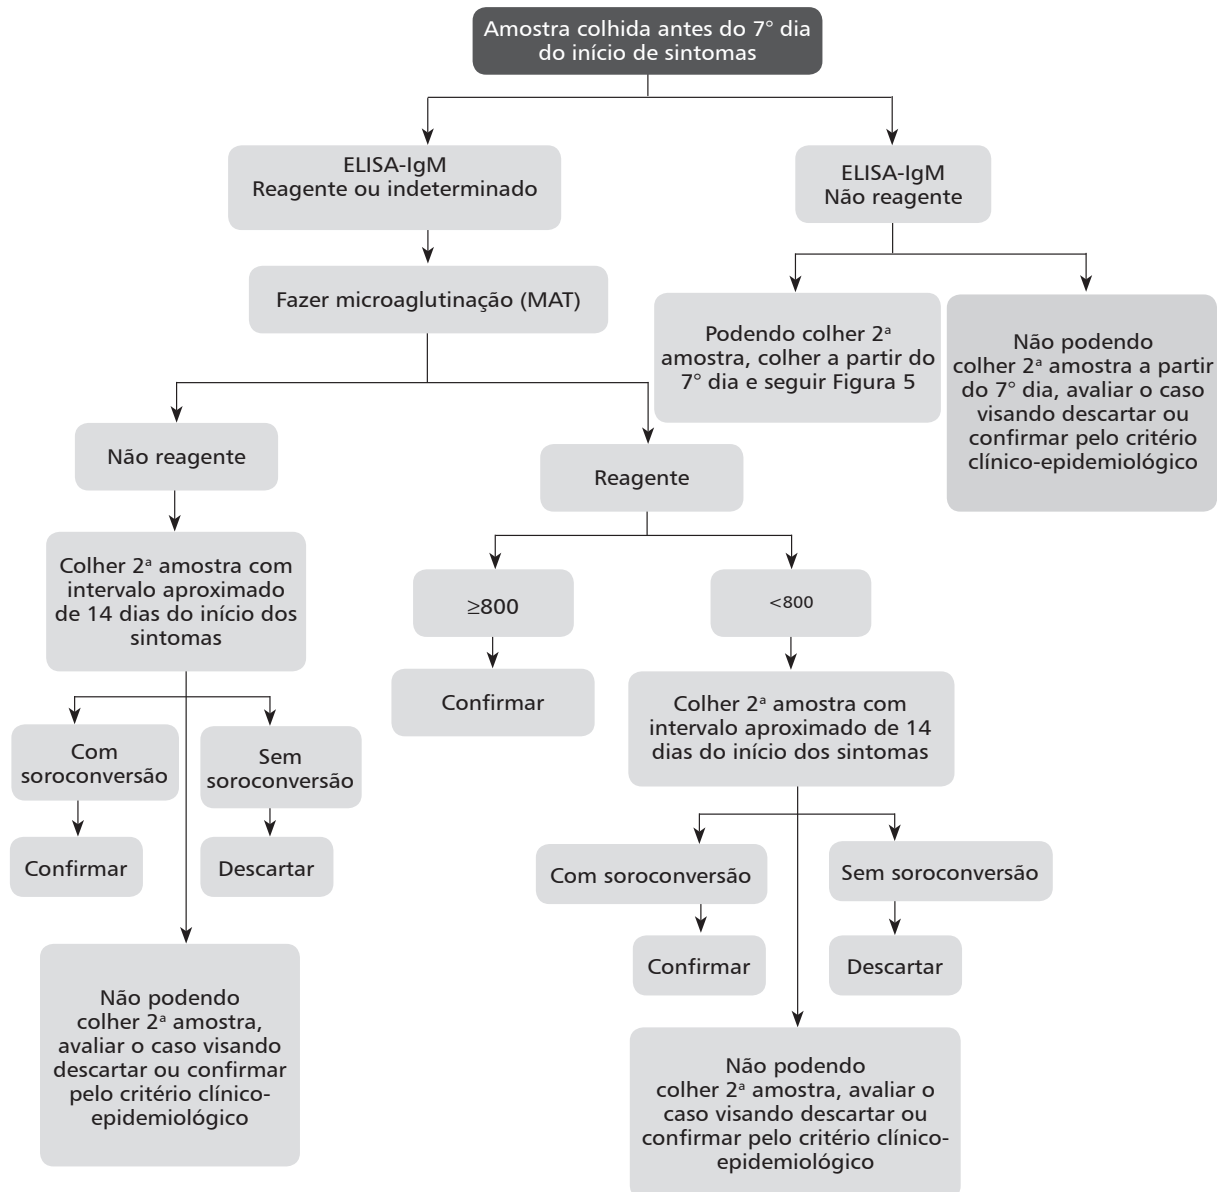 Amostra colhida antes do 7° dia
do início de sintomas
ELISA-IgM
Reagente ou indeterminado
ELISA-IgM
Não reagente
Fazer microaglutinação (MAT)
Podendo colher 2ª
amostra, colher a partir do
7° dia e seguir Figura 5
Não podendo
colher 2ª amostra a partir
do 7° dia, avaliar o caso
visando descartar ou
confirmar pelo critério
clínico-epidemiológico
Não reagente
Reagente
Colher 2ª amostra com
intervalo aproximado
de 14 dias do início dos
sintomas
≥800
<800
Confirmar
Colher 2ª amostra com
intervalo aproximado de 14
dias do início dos sintomas
Com
soroconversão
Sem
soroconversão
Confirmar
Descartar
Com soroconversão
Sem soroconversão
Confirmar
Descartar
Não podendo
colher 2ª amostra,
avaliar o caso visando
descartar ou confirmar
pelo critério clínico-
epidemiológico
Não podendo
colher 2ª amostra, avaliar o
caso visando descartar ou
confirmar pelo critério clínico-
epidemiológico